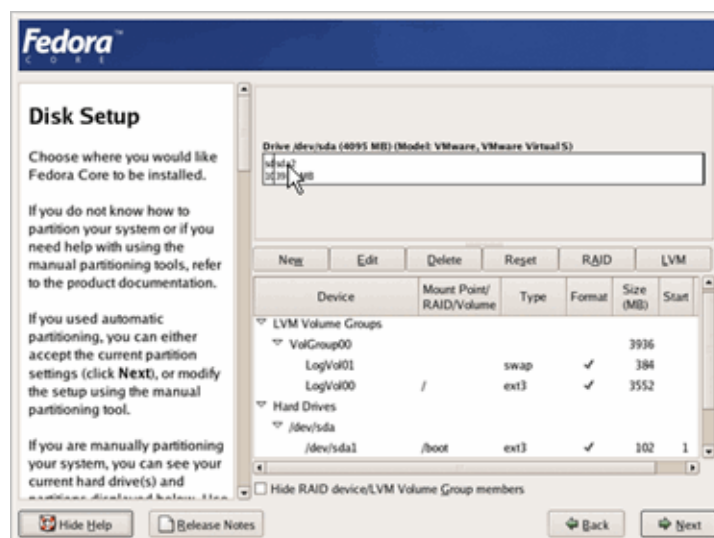 Fedora
CORE
Disk Setup
Choose where you would like
Fedora Core to be installed.
If you do not know how to
partition your system or if you
need help with using the
manual partitioning tools, refer
to the product documentation.
If you used automatic
partitioning, you can either
accept the current partition
settings (click Next), or modify
the setup using the manual
partitioning tool.
If you are manually partitioning
your system, you can see your
current hard drive(s) and
Drive /dev/sda (4095 MB) (Model: VMware, VMware Virtual S)
MB
New Edit Delete Reset RAID LVM
Device Mount Point/ RAID/Volume Type Format Size (MB) Start
LVM Volume Groups
VolGroup00 3936
LogVol01 swap ✓ 384
LogVol00 / ext3 ✓ 3552
Hard Drives
/dev/sda
/dev/sda1 /boot ext3 ✓ 102 1
Hide RAID device/LVM Volume Group members
Hide Help Release Notes Back Next